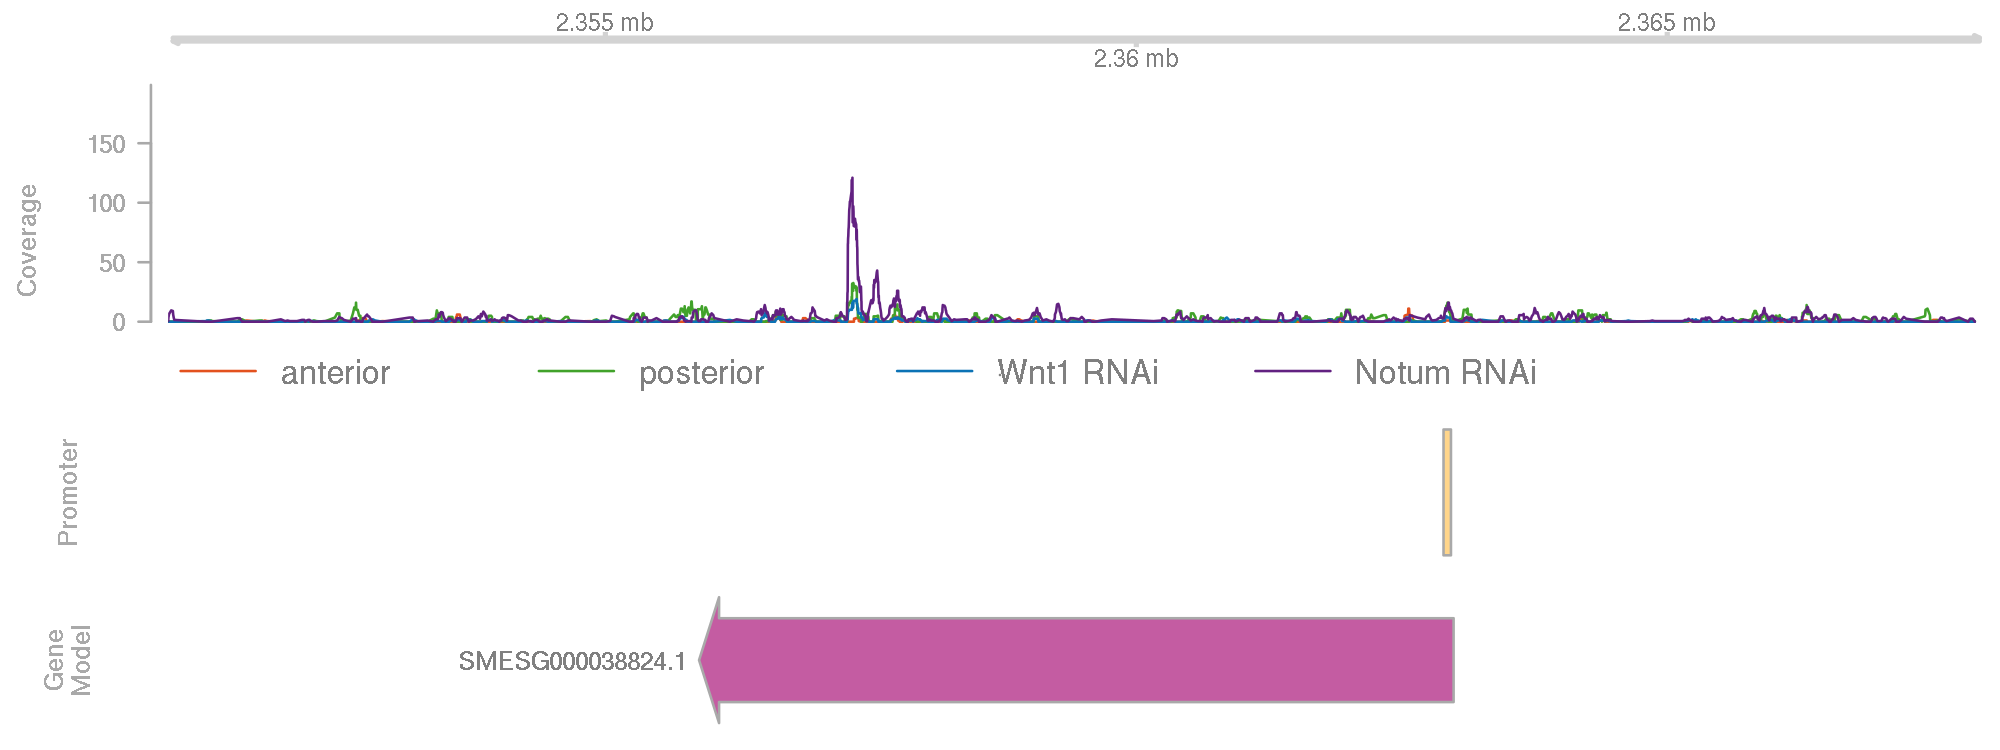 2.355 mb
2.365 mb
2.36 mb
150
100
50
0
Coverage
anterior posterior Wnt1 RNAi Notum RNAi
Promoter
Gene
Model
SMESG000038824.1